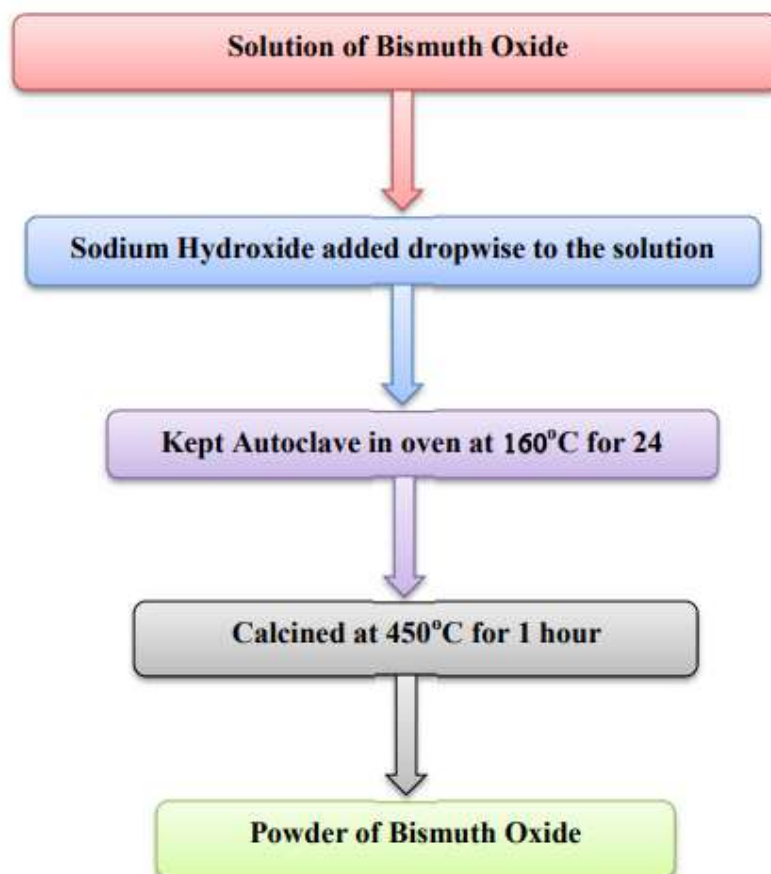 Solution of Bismuth Oxide
Sodium Hydroxide added dropwise to the solution
Kept Autoclave in oven at 160°C for 24
Calcined at 450°C for 1 hour
Powder of Bismuth Oxide